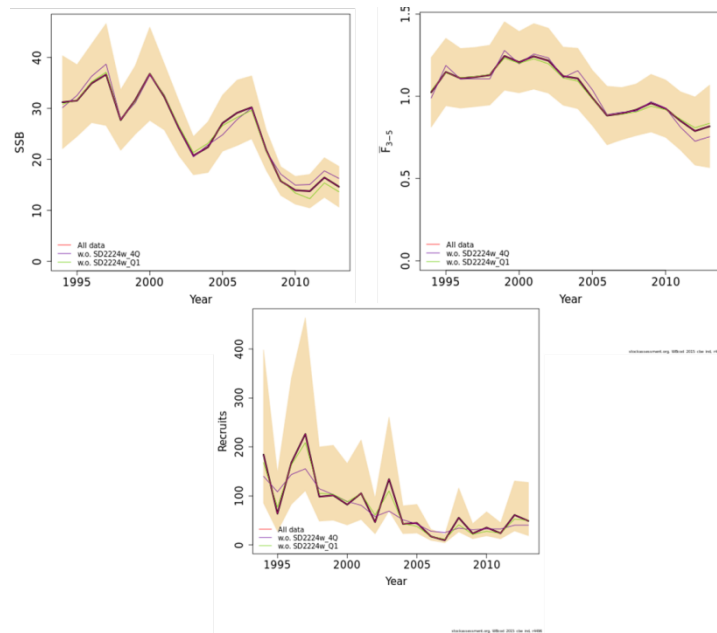 SSB
40
30
20
10
0
All data
w.o. SD2224w_4Q
w.o. SD2224w_Q1
1995 2000 2005 2010
Year
F̅3–5
1.5
1.0
0.5
0.0
All data
w.o. SD2224w_4Q
w.o. SD2224w_Q1
1995 2000 2005 2010
Year
Recruits
400
300
200
100
0
All data
w.o. SD2224w_4Q
w.o. SD2224w_Q1
1995 2000 2005 2010
Year